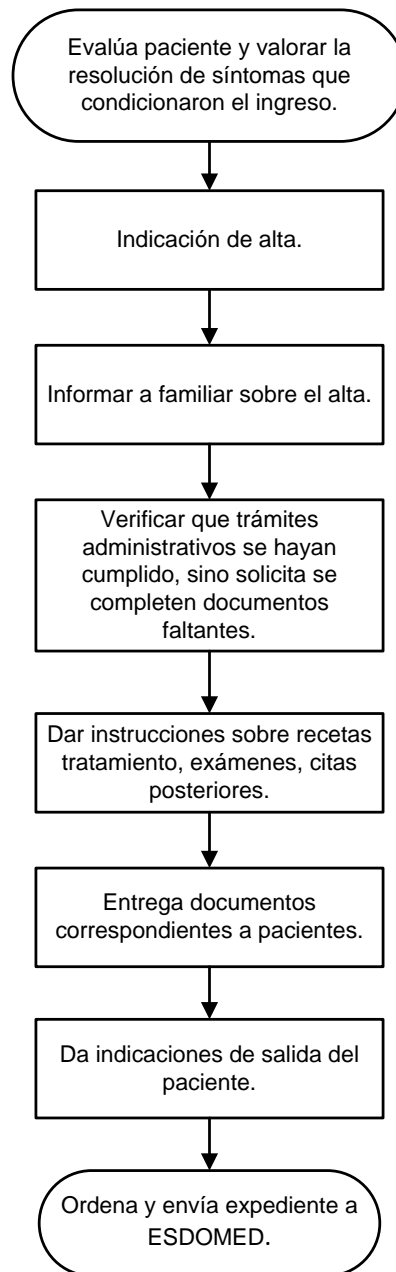 Evalúa paciente y valorar la
resolución de síntomas que
condicionaron el ingreso.
Indicación de alta.
Informar a familiar sobre el alta.
Verificar que trámites
administrativos se hayan
cumplido, sino solicita se
completen documentos
faltantes.
Dar instrucciones sobre recetas
tratamiento, exámenes, citas
posteriores.
Entrega documentos
correspondientes a pacientes.
Da indicaciones de salida del
paciente.
Ordena y envía expediente a
ESDOMED.